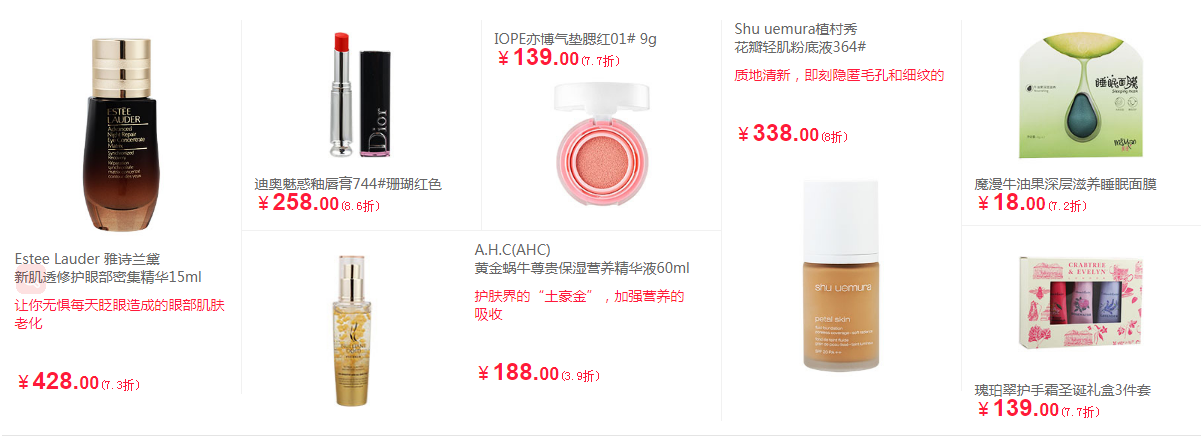 ESTĒE
LAUDER
Advanced
Night Repair
Eye Concentrate
Matrix
Synchronized
Recovery
Estee Lauder 雅诗兰黛
新肌透修护眼部密集精华15ml
让你无惧每天眨眼造成的眼部肌肤
老化
￥428.00(7.3折)
Dior
迪奥魅惑釉唇膏744#珊瑚红色
￥258.00(8.6折)
IOPE亦博气垫腮红01# 9g
￥139.00(7.7折)
A.H.C(AHC)
黄金蜗牛尊贵保湿营养精华液60ml
护肤界的“土豪金”，加强营养的
吸收
￥188.00(3.9折)
Shu uemura植村秀
花瓣轻肌粉底液364#
质地清新，即刻隐匿毛孔和细纹的
￥338.00(8折)
shu uemura
petal skin
睡眠面膜
Sleeping mask
魔漫牛油果深层滋养睡眠面膜
￥18.00(7.2折)
CRABTREE
& EVELYN
瑰珀翠护手霜圣诞礼盒3件套
￥139.00(7.7折)